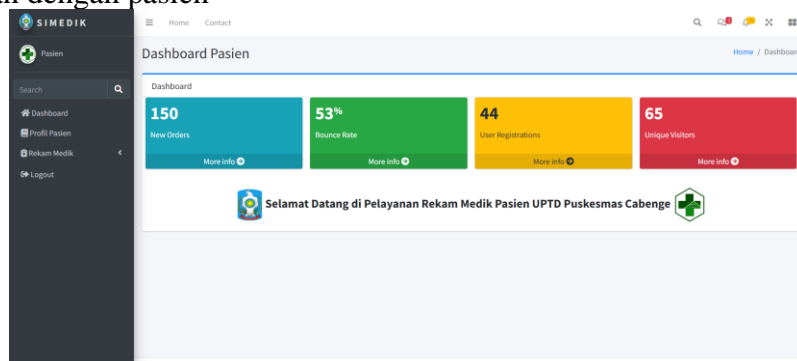 dengan pasien
SIMEDIK
Home Contact
Pasien
Dashboard Pasien
Home / Dashboar
Search
Dashboard
Profil Pasien
Rekam Medik
Logout
Dashboard
150
New Orders
More info
53%
Bounce Rate
More info
44
User Registrations
More info
65
Unique Visitors
More info
Selamat Datang di Pelayanan Rekam Medik Pasien UPTD Puskesmas Cabenge